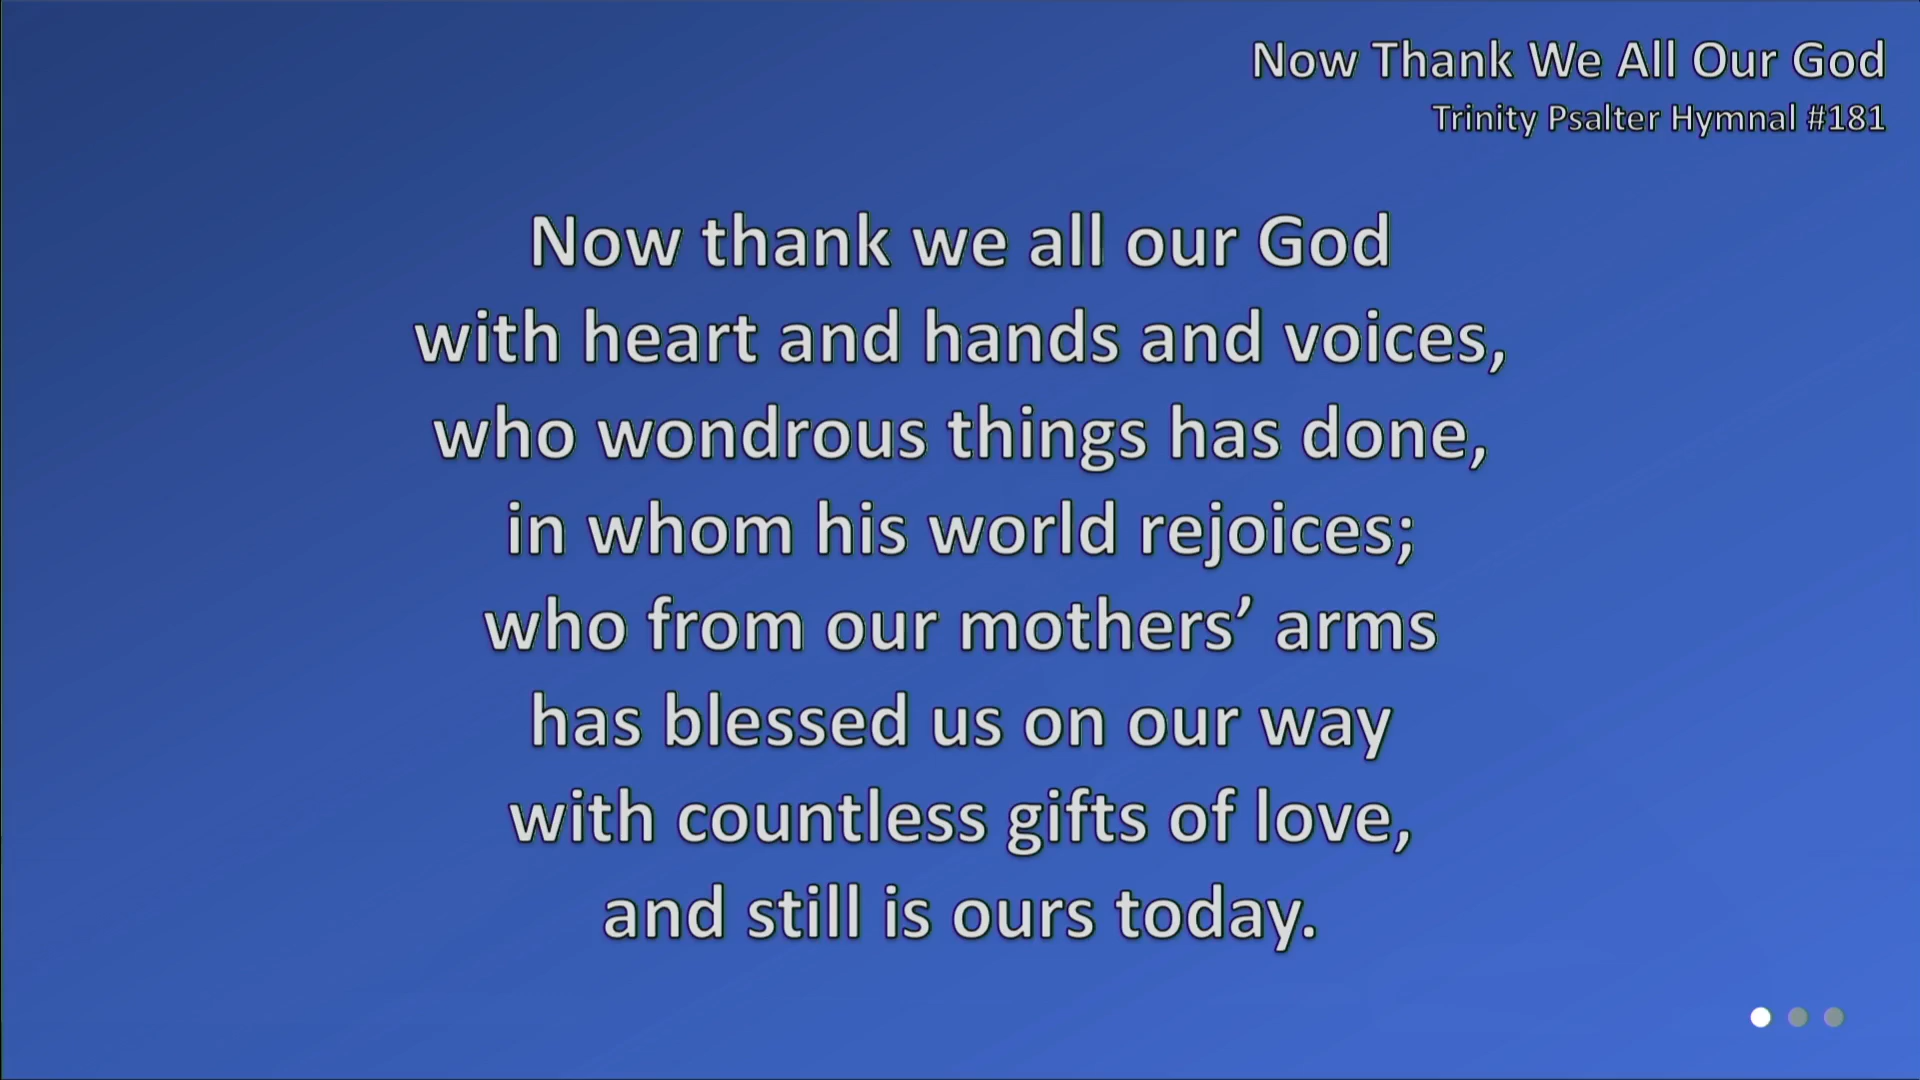 Now Thank We All Our God
Trinity Psalter Hymnal #181
Now thank we all our God
with heart and hands and voices,
who wondrous things has done,
in whom his world rejoices;
who from our mothers’ arms
has blessed us on our way
with countless gifts of love,
and still is ours today.